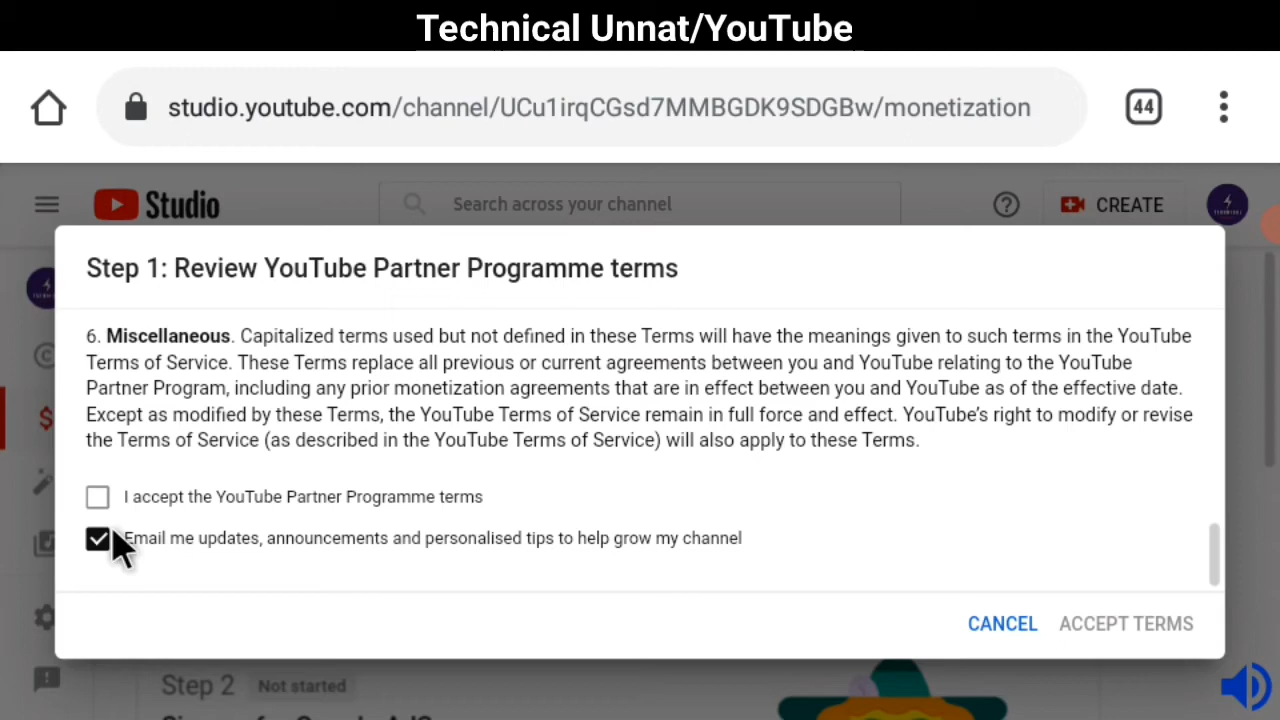 Technical Unnat/YouTube
studio.youtube.com/channel/UCu1irqCGsd7MMBGDK9SDGBw/monetization
44
Studio
Search across your channel
CREATE
Step 1: Review YouTube Partner Programme terms
6. Miscellaneous. Capitalized terms used but not defined in these Terms will have the meanings given to such terms in the YouTube
Terms of Service. These Terms replace all previous or current agreements between you and YouTube relating to the YouTube
Partner Program, including any prior monetization agreements that are in effect between you and YouTube as of the effective date.
Except as modified by these Terms, the YouTube Terms of Service remain in full force and effect. YouTube's right to modify or revise
the Terms of Service (as described in the YouTube Terms of Service) will also apply to these Terms.
I accept the YouTube Partner Programme terms
Email me updates, announcements and personalised tips to help grow my channel
CANCEL ACCEPT TERMS
Step 2 Not started